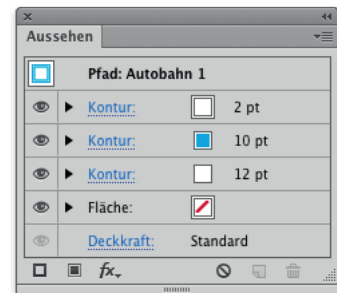 Aussehen
Pfad: Autobahn 1
Kontur: 2 pt
Kontur: 10 pt
Kontur: 12 pt
Fläche:
Deckkraft: Standard
fx.